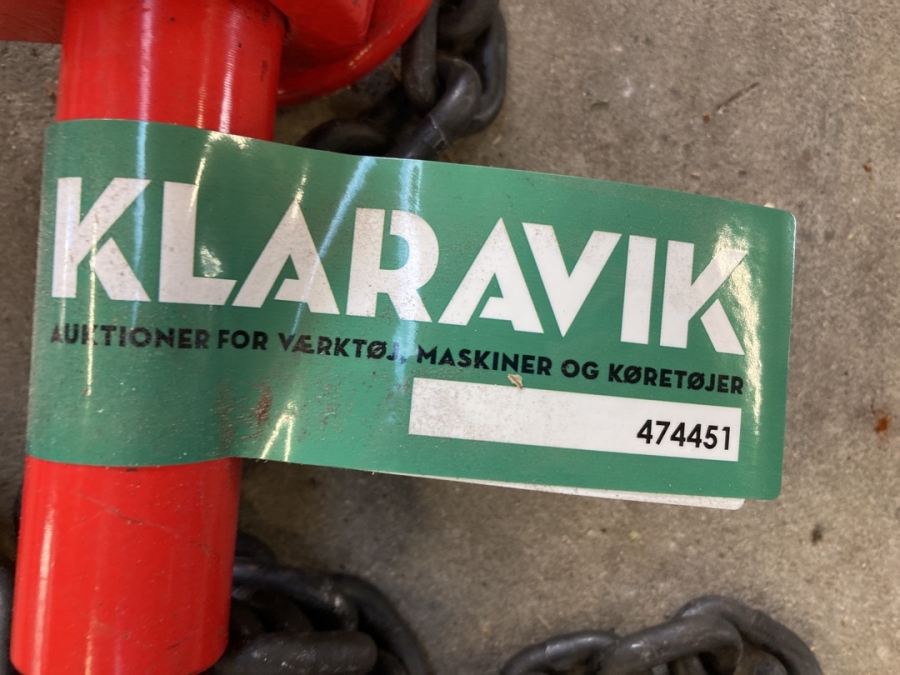 KLARAVIK
AUKTIONER FOR VÆRKTØJ, MASKINER OG KØRETØJER
474451